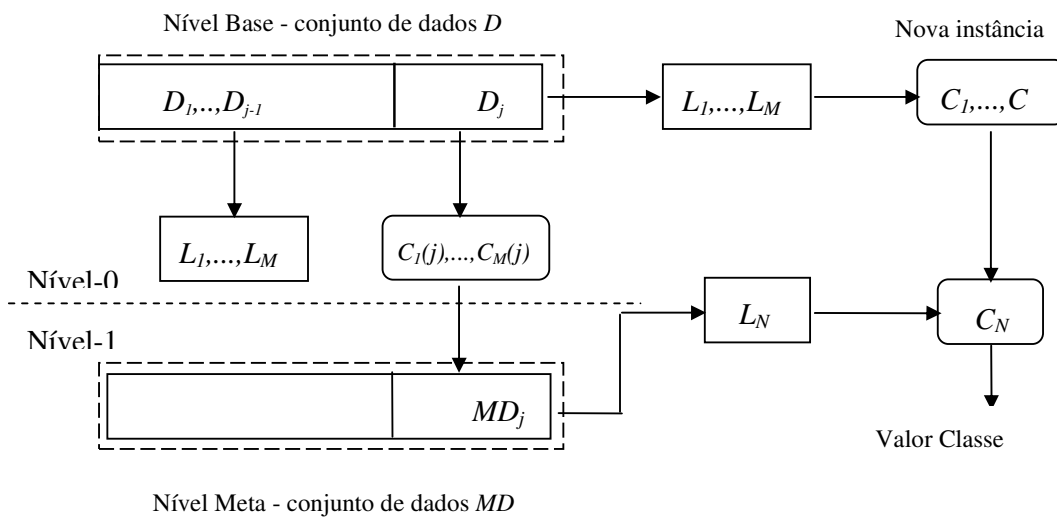 Nível Base - conjunto de dados D
Nova instância
D1,..,Dj-1
Dj
L1,...,LM
C1,...,C
L1,...,LM
C1(j),...,CM(j)
Nível-0
LN
CN
Nível-1
MDj
Valor Classe
Nível Meta - conjunto de dados MD